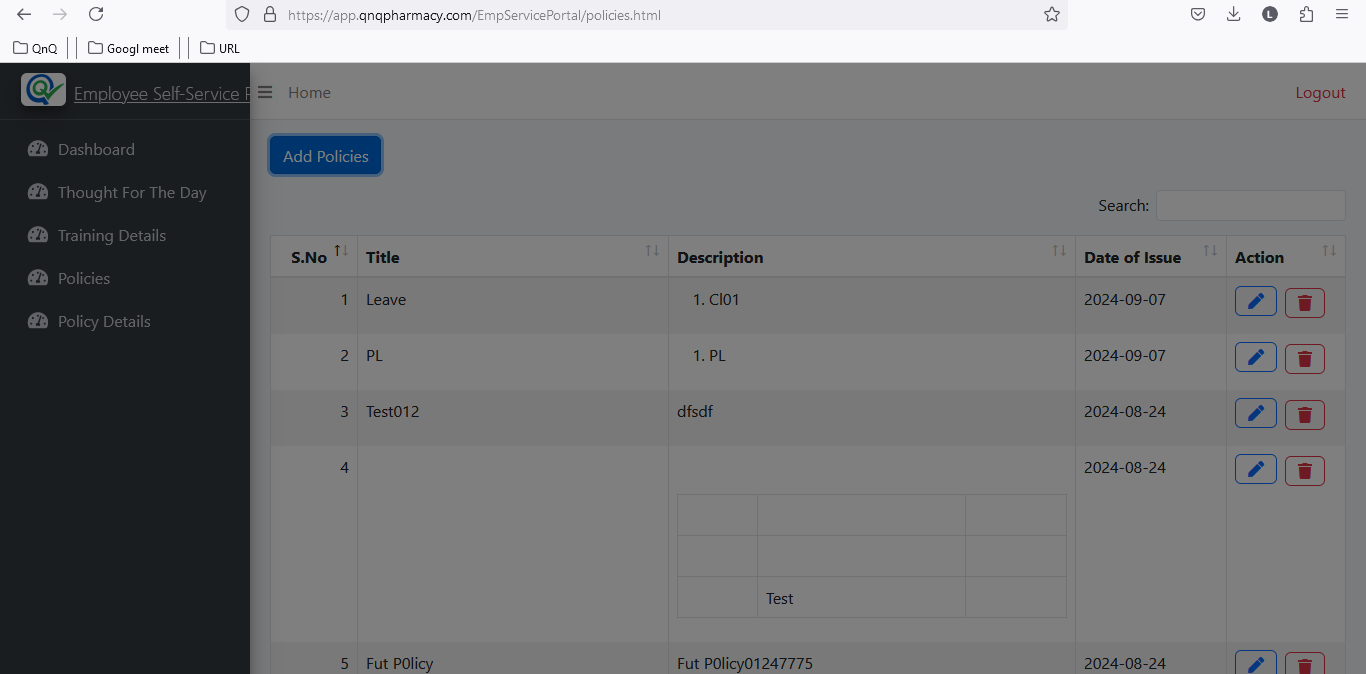 https://app.qnqpharmacy.com/EmpServicePortal/policies.html
L
QnQ Googl meet URL
Employee Self-Service P
Home
Logout
Dashboard
Thought For The Day
Training Details
Policies
Policy Details
Add Policies
Search:
S.No Title Description Date of Issue Action
1 Leave 1. Cl01 2024-09-07
2 PL 1. PL 2024-09-07
3 Test012 dfsdf 2024-08-24
4 2024-08-24
Test
5 Fut P0licy Fut P0licy01247775 2024-08-24